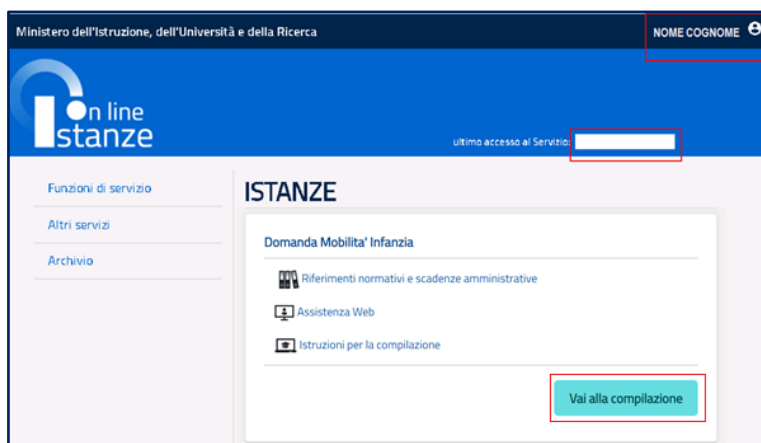 Ministero dell'Istruzione, dell'Università e della Ricerca
NOME COGNOME
On line
Istanze
ultimo accesso al Servizio:
Funzioni di servizio
Altri servizi
Archivio
ISTANZE
Domanda Mobilita' Infanzia
Riferimenti normativi e scadenze amministrative
Assistenza Web
Istruzioni per la compilazione
Vai alla compilazione